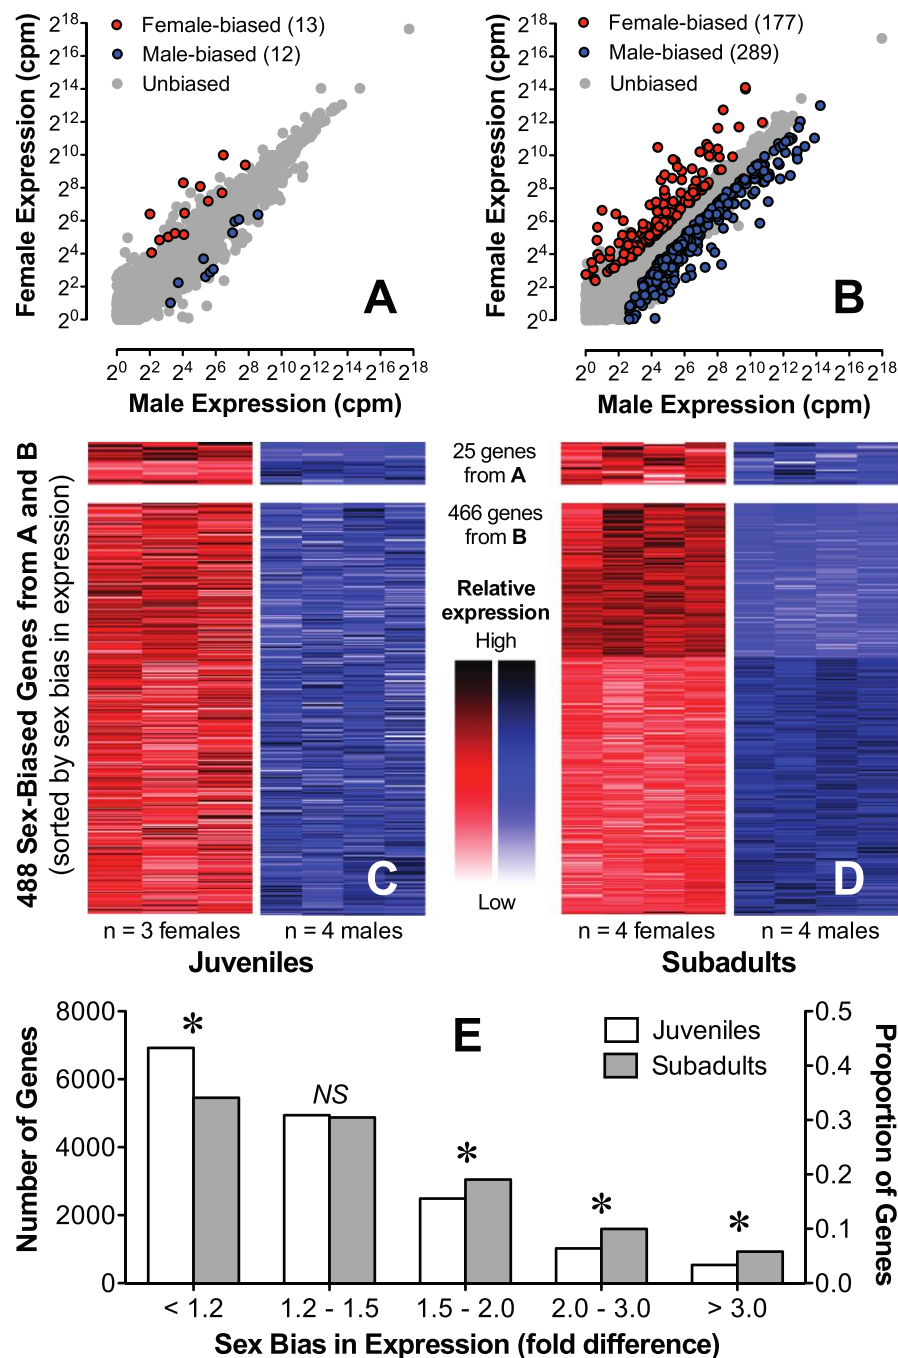 Female Expression (cpm)
2^18
2^16
2^14
2^12
2^10
2^8
2^6
2^4
2^2
2^0
Female-biased (13)
Male-biased (12)
Unbiased
A
2^0 2^2 2^4 2^6 2^8 2^10 2^12 2^14 2^16 2^18
Male Expression (cpm)
Female Expression (cpm)
2^18
2^16
2^14
2^12
2^10
2^8
2^6
2^4
2^2
2^0
Female-biased (177)
Male-biased (289)
Unbiased
B
2^0 2^2 2^4 2^6 2^8 2^10 2^12 2^14 2^16 2^18
Male Expression (cpm)
488 Sex-Biased Genes from A and B
(sorted by sex bias in expression)
25 genes
from A
466 genes
from B
Relative
expression
High
Low
C
D
n = 3 females n = 4 males
Juveniles
n = 4 females n = 4 males
Subadults
E
Number of Genes
8000
6000
4000
2000
0
* NS * * *
Juveniles
Subadults
0.5
0.4
0.3
0.2
0.1
0.0
Proportion of Genes
< 1.2 1.2 - 1.5 1.5 - 2.0 2.0 - 3.0 > 3.0
Sex Bias in Expression (fold difference)